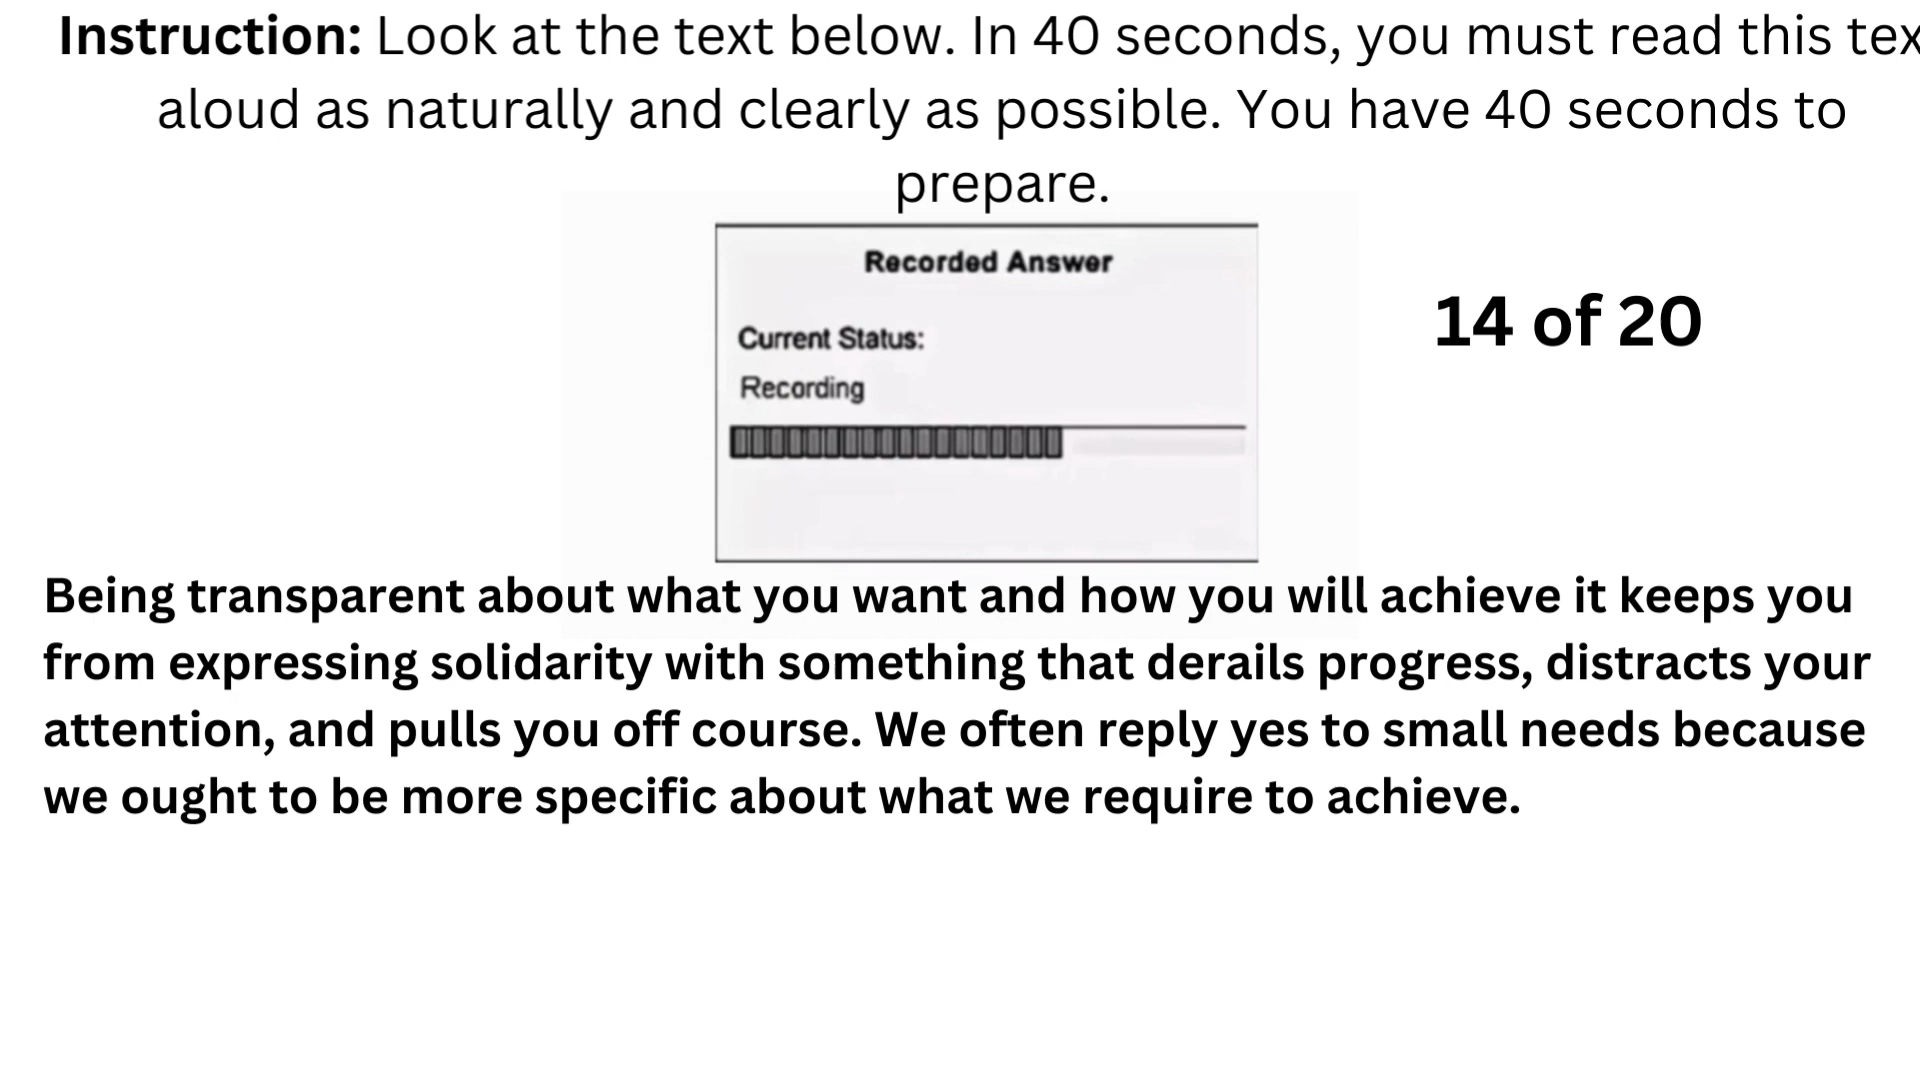 Instruction: Look at the text below. In 40 seconds, you must read this tex
aloud as naturally and clearly as possible. You have 40 seconds to
prepare.
Recorded Answer
Current Status:
Recording
14 of 20
Being transparent about what you want and how you will achieve it keeps you
from expressing solidarity with something that derails progress, distracts your
attention, and pulls you off course. We often reply yes to small needs because
we ought to be more specific about what we require to achieve.